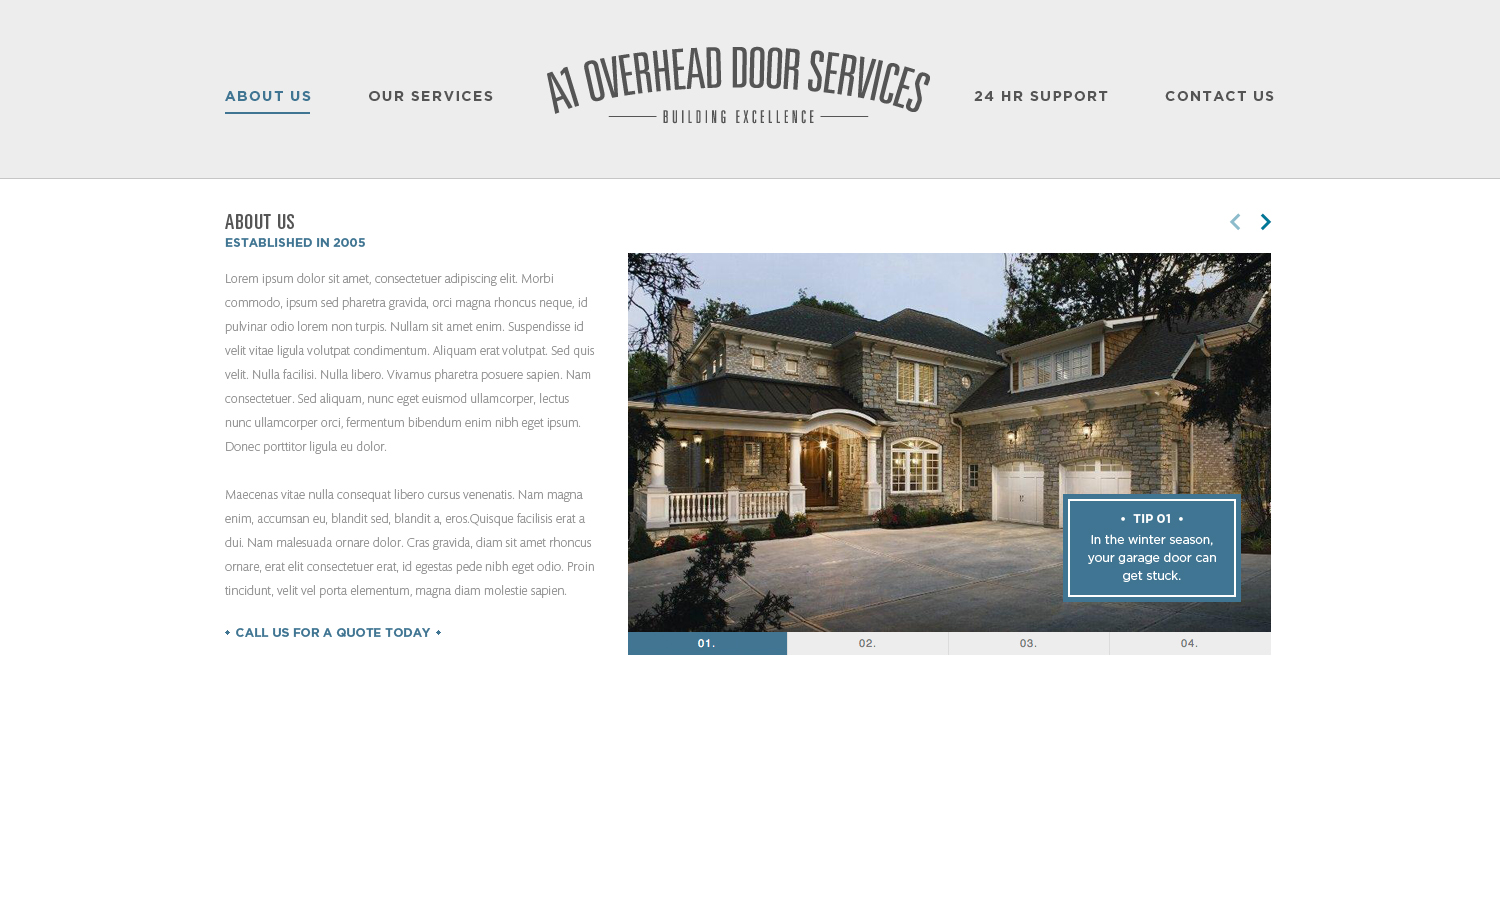 ABOUT US
OUR SERVICES
A1 OVERHEAD DOOR SERVICES
BUILDING EXCELLENCE
24 HR SUPPORT
CONTACT US
ABOUT US
ESTABLISHED IN 2005
Lorem ipsum dolor sit amet, consectetuer adipiscing elit. Morbi
commodo, ipsum sed pharetra gravida, orci magna rhoncus neque, id
pulvinar odio lorem non turpis. Nullam sit amet enim. Suspendisse id
velit vitae ligula volutpat condimentum. Aliquam erat volutpat. Sed quis
velit. Nulla facilisi. Nulla libero. Vivamus pharetra posuere sapien. Nam
consectetuer. Sed aliquam, nunc eget euismod ullamcorper, lectus
nunc ullamcorper orci, fermentum bibendum enim nibh eget ipsum.
Donec porttitor ligula eu dolor.
Maecenas vitae nulla consequat libero cursus venenatis. Nam magna
enim, accumsan eu, blandit sed, blandit a, eros.Quisque facilisis erat a
dui. Nam malesuada ornare dolor. Cras gravida, diam sit amet rhoncus
ornare, erat elit consectetuer erat, id egestas pede nibh eget odio. Proin
tincidunt, velit vel porta elementum, magna diam molestie sapien.
• CALL US FOR A QUOTE TODAY •
• TIP 01 •
In the winter season,
your garage door can
get stuck.
01.
02.
03.
04.